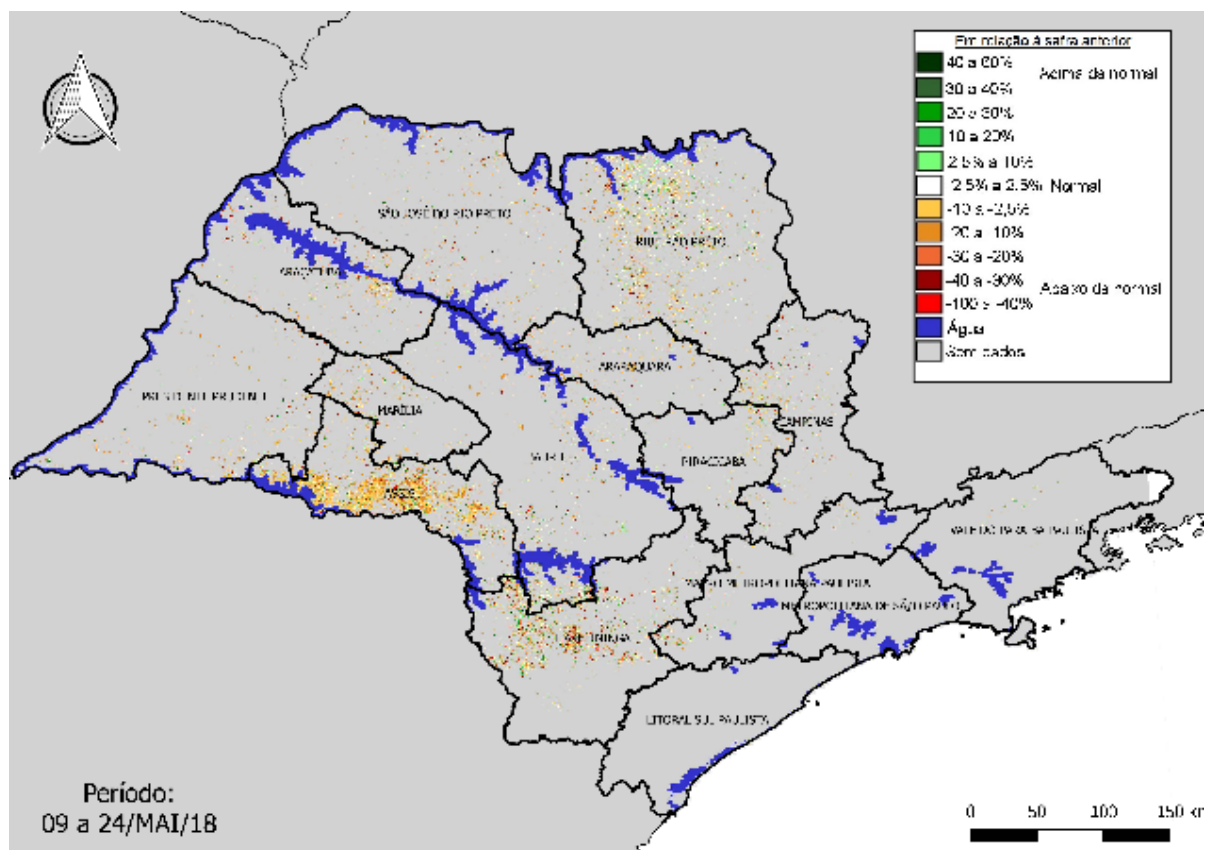 Em relação à safra anterior
40 a 60%
Acima da normal
30 a 40%
20 a 30%
10 a 20%
2,5% a 10%
2,5% a 2,5% Normal
-10 a -2,5%
-20 a -10%
-30 a -20%
-40 a -30%
Abaixo da normal
-100 a -40%
Água
Sem dados
SÃO JOSÉ DO RIO PRETO
RIBEIRÃO PRETO
ARAÇATUBA
ARARAQUARA
PRESIDENTE PRUDENTE
MARÍLIA
CAMPINAS
BAURU
PIRACICABA
ASSIS
VALE DO PARAÍBA PAULISTA
MACRO METROPOLITANA PAULISTA
METROPOLITANA DE SÃO PAULO
ITAPETININGA
LITORAL SUL PAULISTA
Período:
09 a 24/MAI/18
0 50 100 150 km